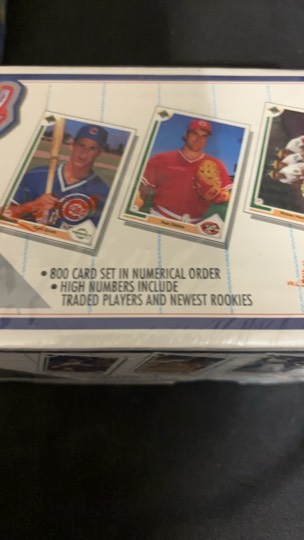 • 800 CARD SET IN NUMERICAL ORDER
• HIGH NUMBERS INCLUDE
TRADED PLAYERS AND NEWEST ROOKIES